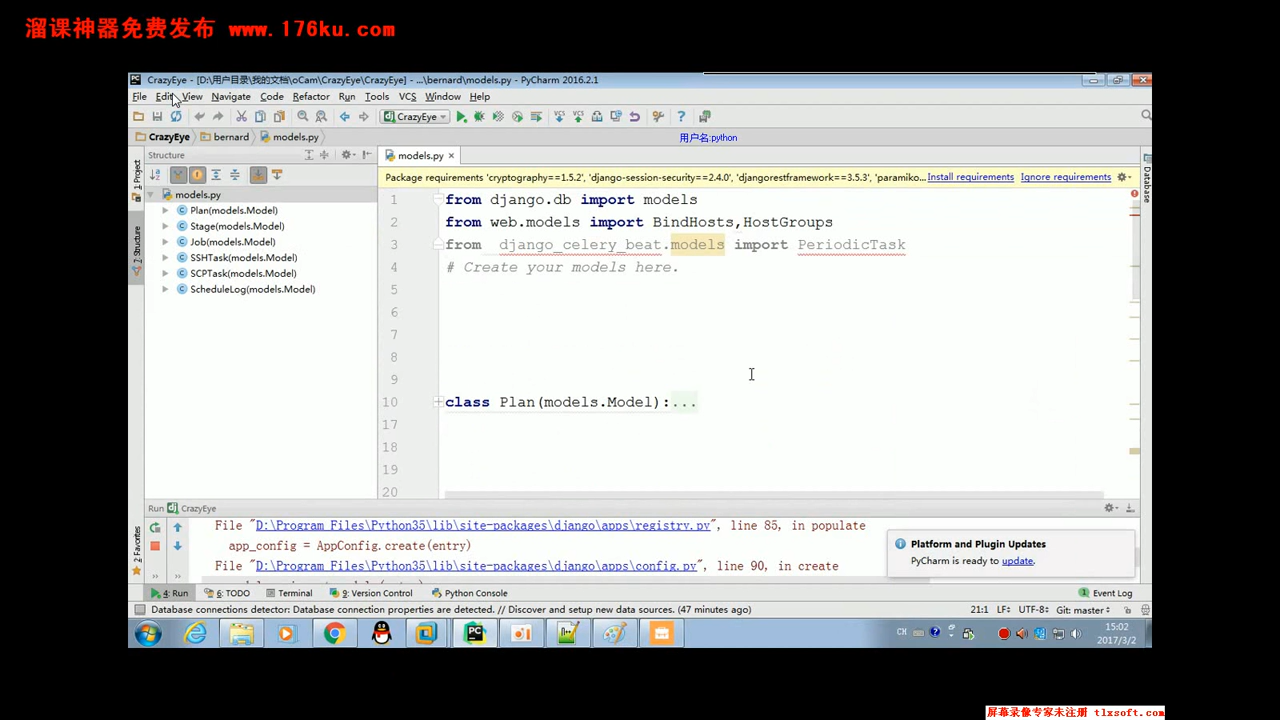 溜课神器免费发布 www.176ku.com
CrazyEye - [D:\用户目录\我的文档\oCam\CrazyEye\CrazyEye] - ...\bernard\models.py - PyCharm 2016.2.1
File Edit View Navigate Code Refactor Run Tools VCS Window Help
CrazyEye
CrazyEye bernard models.py
用户名:python
Structure
models.py
Package requirements 'cryptography==1.5.2', 'django-session-security==2.4.0', 'djangorestframework==3.5.3', 'paramiko... Install requirements Ignore requirements
1: Project
7: Structure
2: Favorites
Database
models.py
Plan(models.Model)
Stage(models.Model)
Job(models.Model)
SSHTask(models.Model)
SCPTask(models.Model)
ScheduleLog(models.Model)
1 from django.db import models
2 from web.models import BindHosts,HostGroups
3 from django_celery_beat.models import PeriodicTask
4 # Create your models here.
5
6
7
8
9
10 class Plan(models.Model):...
17
18
19
20
Run CrazyEye
File "D:\Program Files\Python35\lib\site-packages\django\apps\registry.py", line 85, in populate
app_config = AppConfig.create(entry)
File "D:\Program Files\Python35\lib\site-packages\django\apps\config.py", line 90, in create
Platform and Plugin Updates
PyCharm is ready to update.
4: Run 6: TODO Terminal 9: Version Control Python Console Event Log
Database connections detector: Database connection properties are detected. // Discover and setup new data sources. (47 minutes ago) 21:1 LF UTF-8 Git: master
CH 15:02
2017/3/2
屏幕录像专家未注册 tlxsoft.com